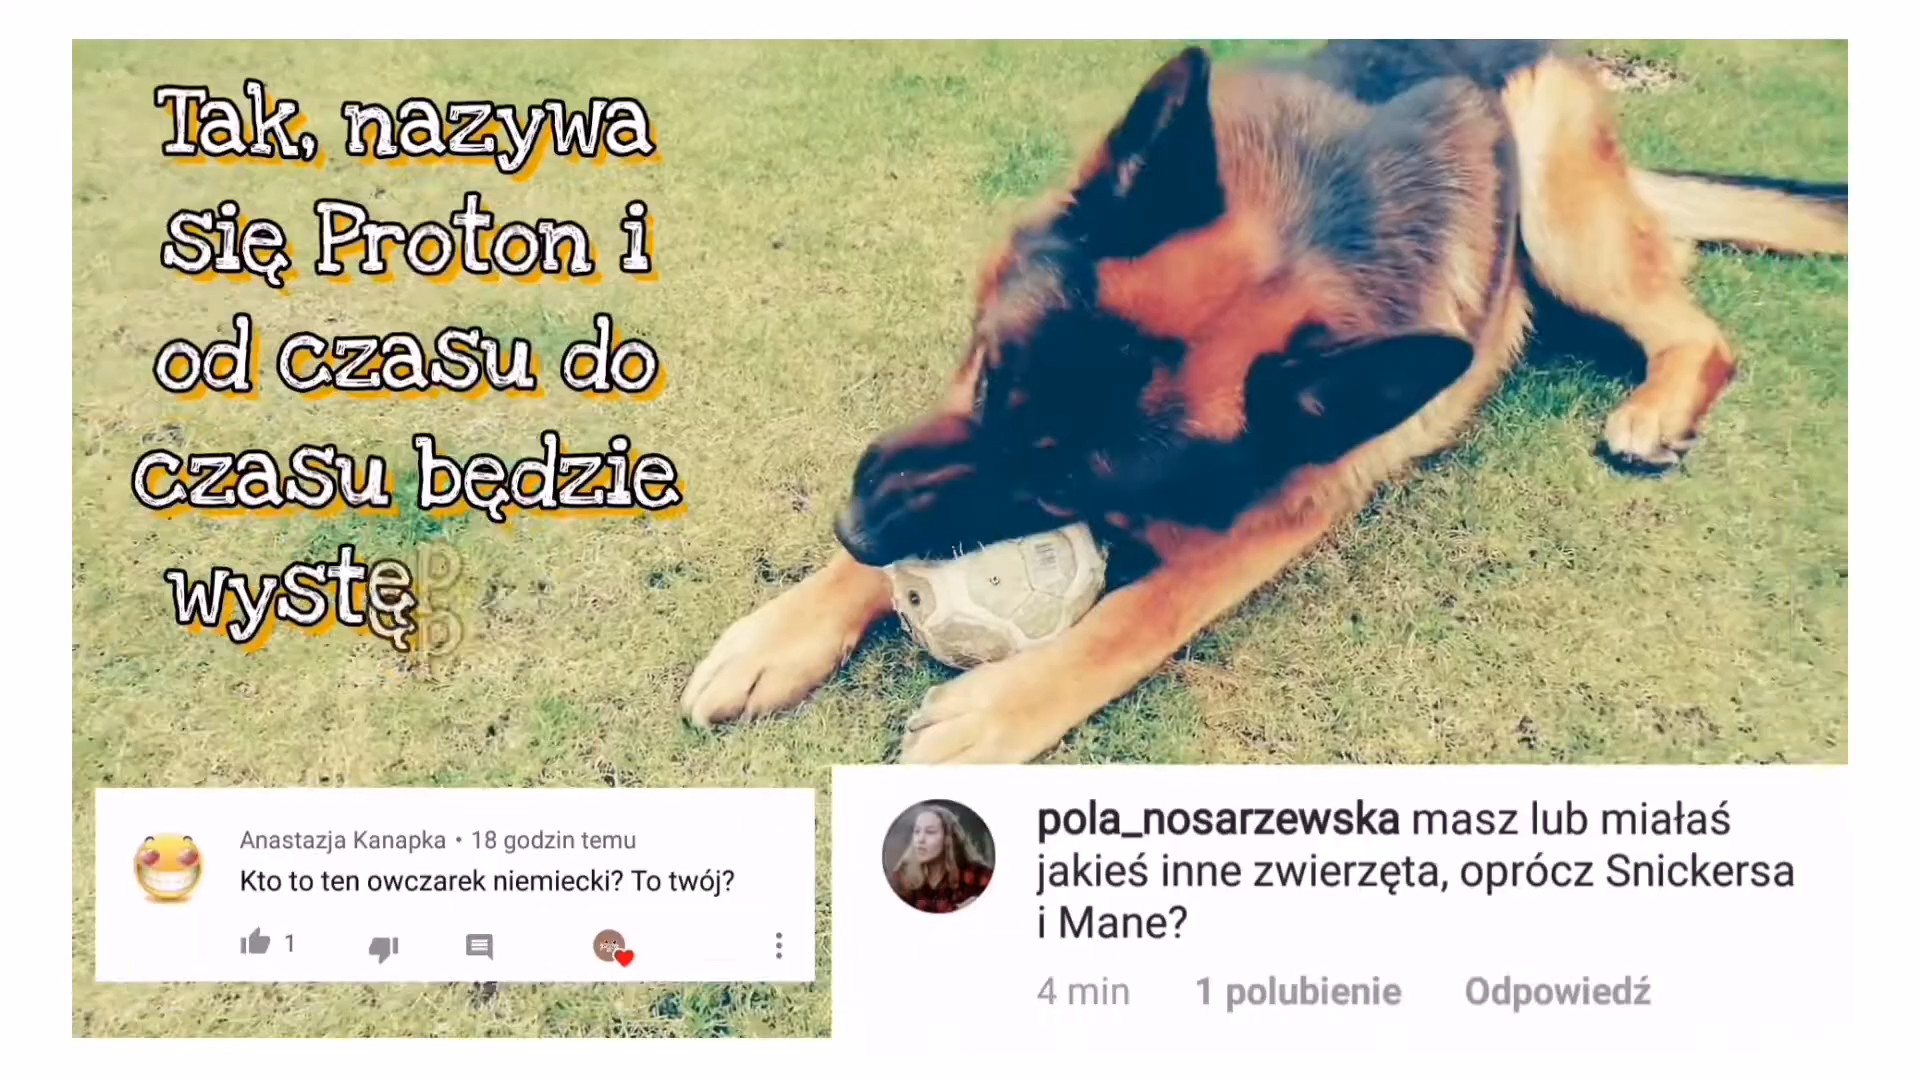 Tak, nazywa
się Proton i
od czasu do
czasu będzie
występ
Anastazja Kanapka • 18 godzin temu
Kto to ten owczarek niemiecki? To twój?
1
pola_nosarzewska masz lub miałaś
jakieś inne zwierzęta, oprócz Snickersa
i Mane?
4 min 1 polubienie Odpowiedź